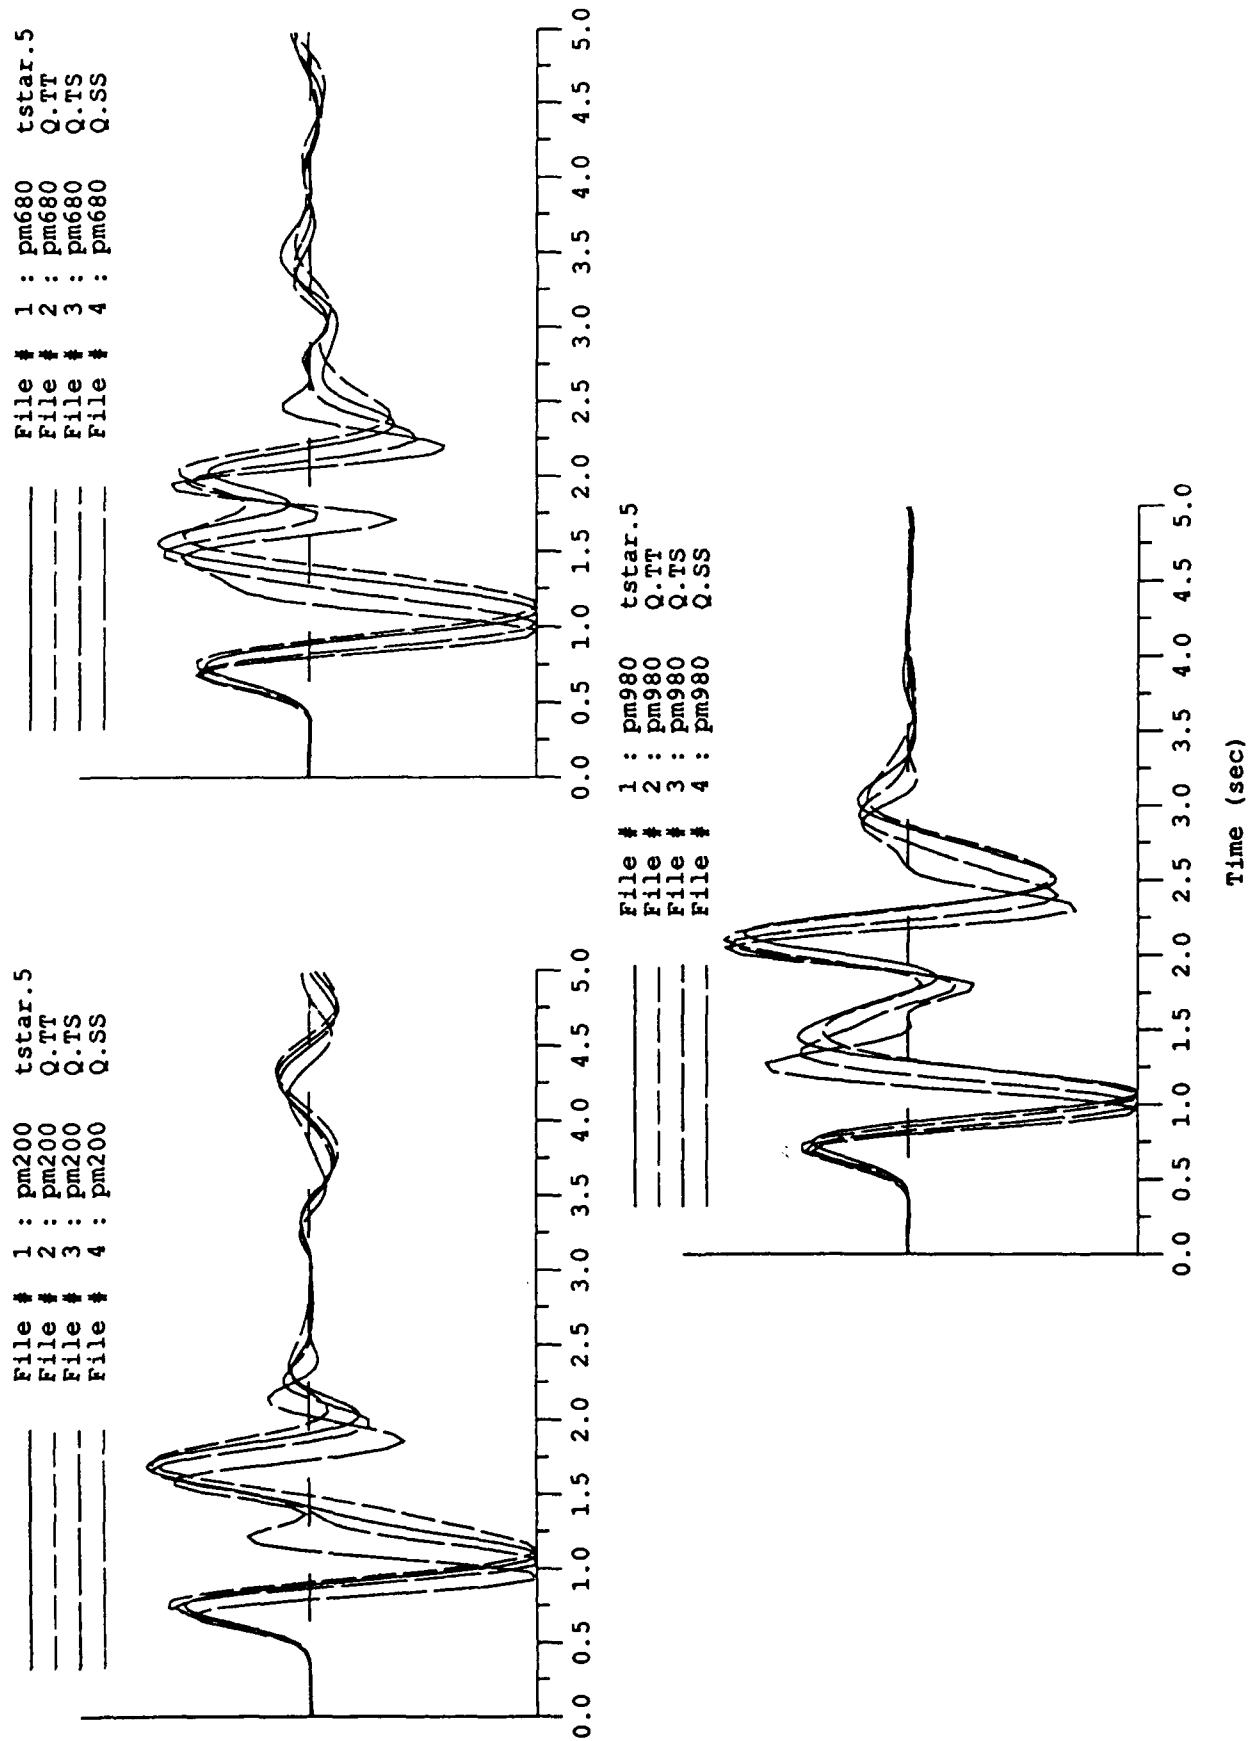 File # 1 : pm200 tstar.5
File # 2 : pm200 Q.TT
File # 3 : pm200 Q.TS
File # 4 : pm200 Q.SS
0.0 0.5 1.0 1.5 2.0 2.5 3.0 3.5 4.0 4.5 5.0
File # 1 : pm680 tstar.5
File # 2 : pm680 Q.TT
File # 3 : pm680 Q.TS
File # 4 : pm680 Q.SS
0.0 0.5 1.0 1.5 2.0 2.5 3.0 3.5 4.0 4.5 5.0
File # 1 : pm980 tstar.5
File # 2 : pm980 Q.TT
File # 3 : pm980 Q.TS
File # 4 : pm980 Q.SS
0.0 0.5 1.0 1.5 2.0 2.5 3.0 3.5 4.0 4.5 5.0
Time (sec)